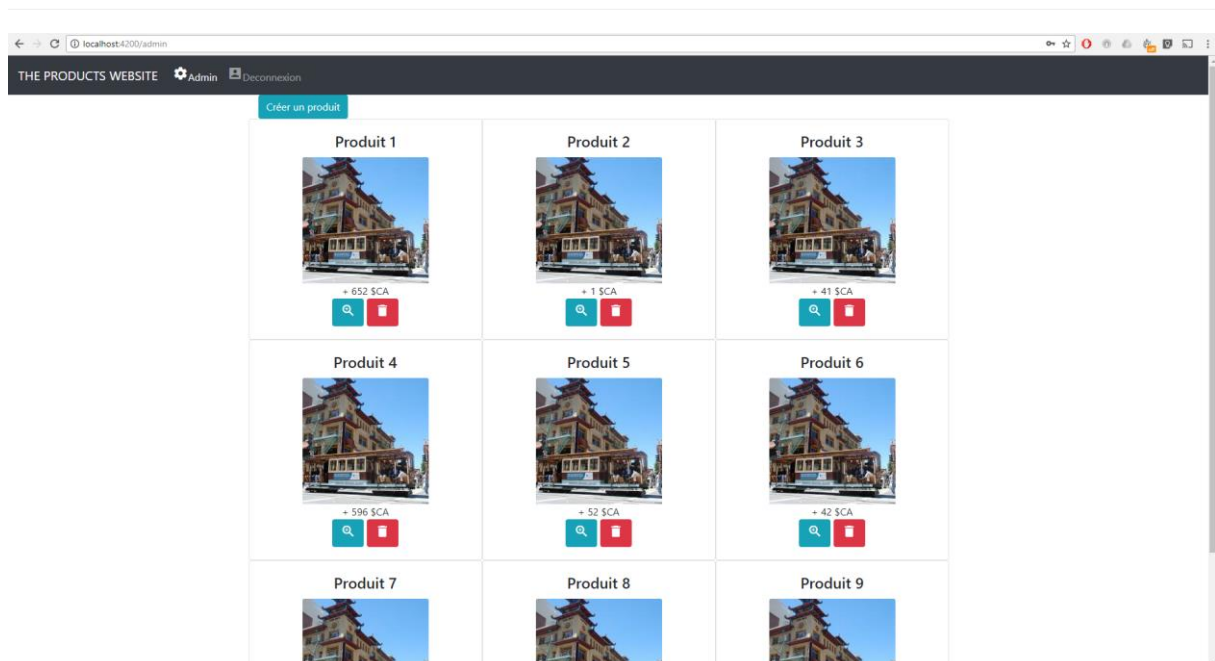 localhost:4200/admin
THE PRODUCTS WEBSITE Admin Deconnexion
Créer un produit
Produit 1 Produit 2 Produit 3
+ 652 $CA + 1 $CA + 41 $CA
Produit 4 Produit 5 Produit 6
+ 596 $CA + 52 $CA + 42 $CA
Produit 7 Produit 8 Produit 9